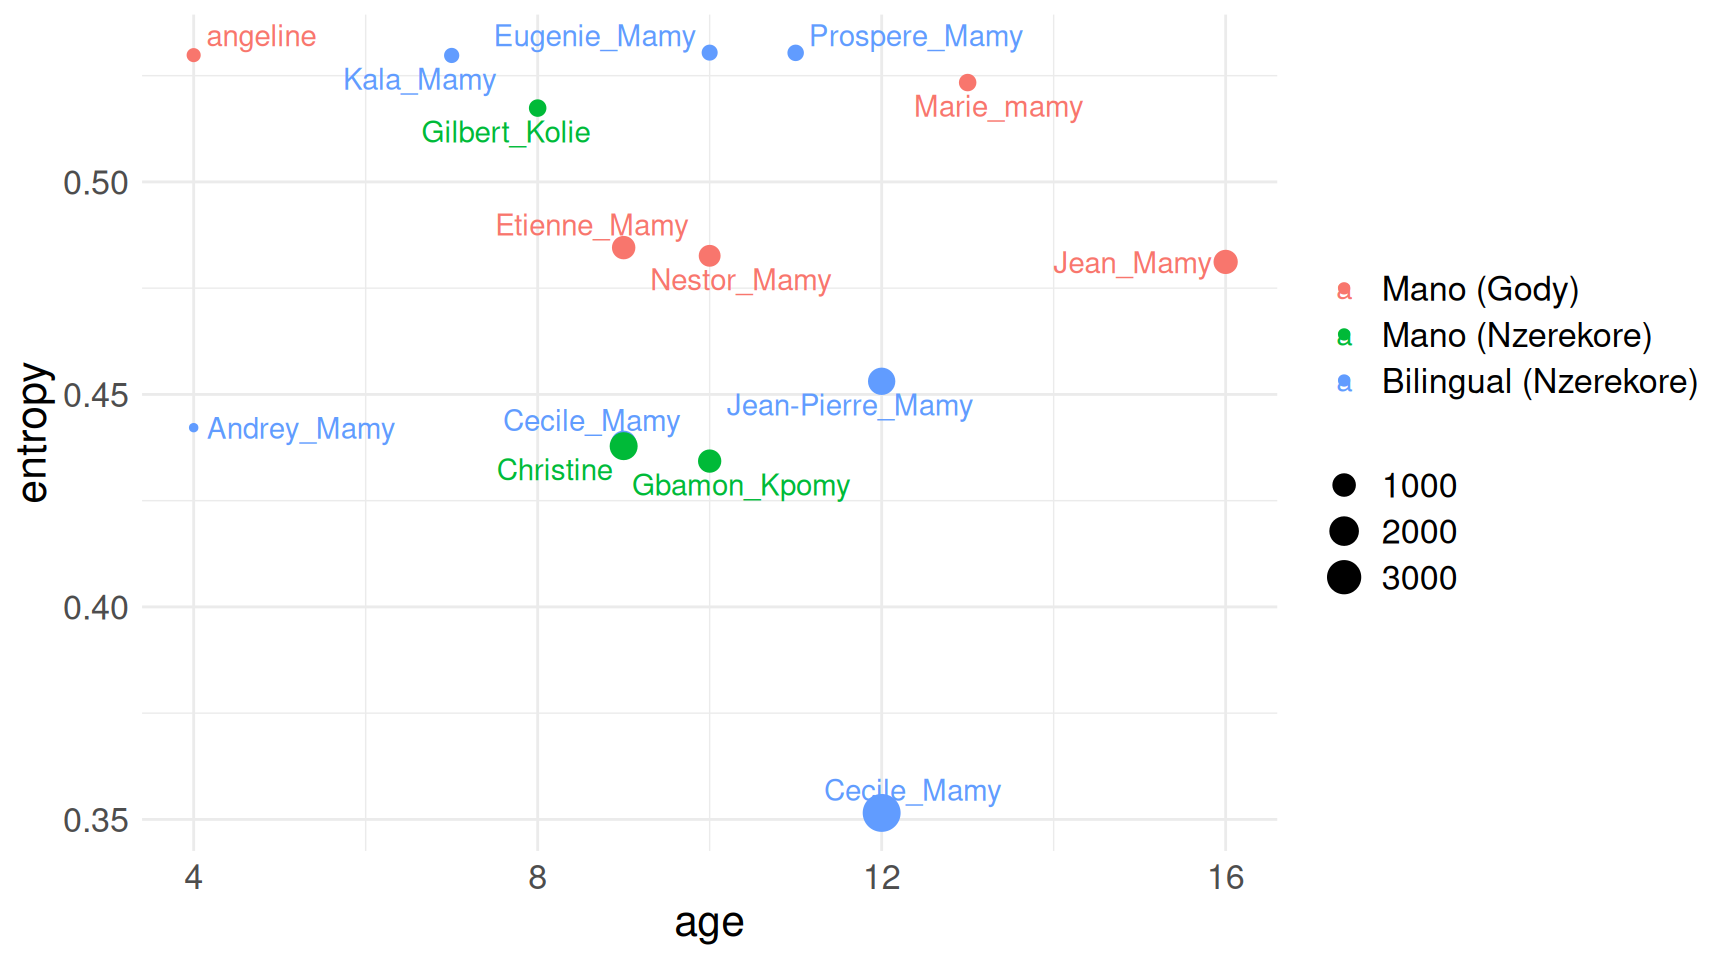 angeline
Eugenie_Mamy
Prospere_Mamy
Kala_Mamy
Marie_mamy
Gilbert_Kolie
0.50
Etienne_Mamy
Jean_Mamy
Nestor_Mamy
a Mano (Gody)
a Mano (Nzerekore)
a Bilingual (Nzerekore)
0.45
Jean-Pierre_Mamy
Cecile_Mamy
Andrey_Mamy
Christine
Gbamon_Kpomy
entropy
1000
2000
3000
0.40
Cecile_Mamy
0.35
4
8
12
16
age